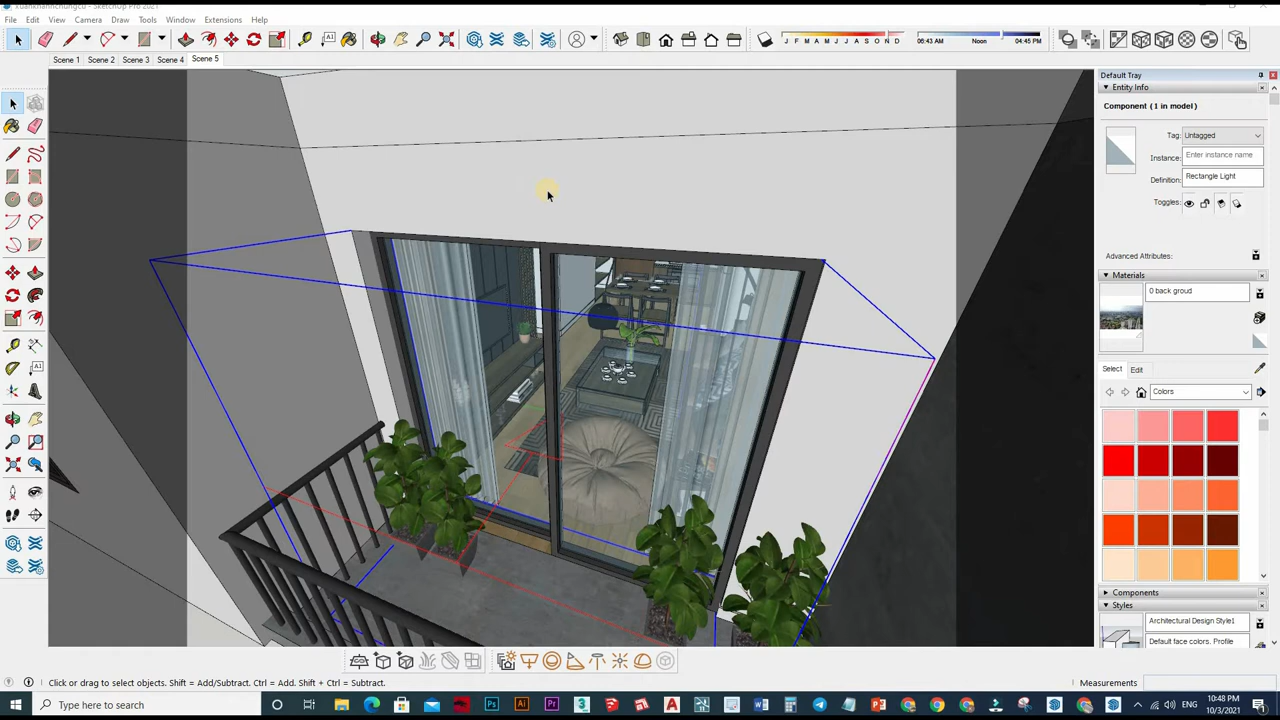 Xuankhanhchungcu - SketchUp Pro 2021
File Edit View Camera Draw Tools Window Extensions Help
J F M A M J J A S O N D
06:43 AM Noon 04:45 PM
Scene 1 Scene 2 Scene 3 Scene 4 Scene 5
Default Tray
Entity Info
Component (1 in model)
Tag: Untagged
Instance: Enter instance name
Definition: Rectangle Light
Toggles:
Advanced Attributes:
Materials
0 back groud
Select Edit
Colors
Components
Styles
Architectural Design Style1
Default face colors. Profile
Click or drag to select objects. Shift = Add/Subtract. Ctrl = Add. Shift + Ctrl = Subtract.
Measurements
Type here to search
10:48 PM
10/3/2021